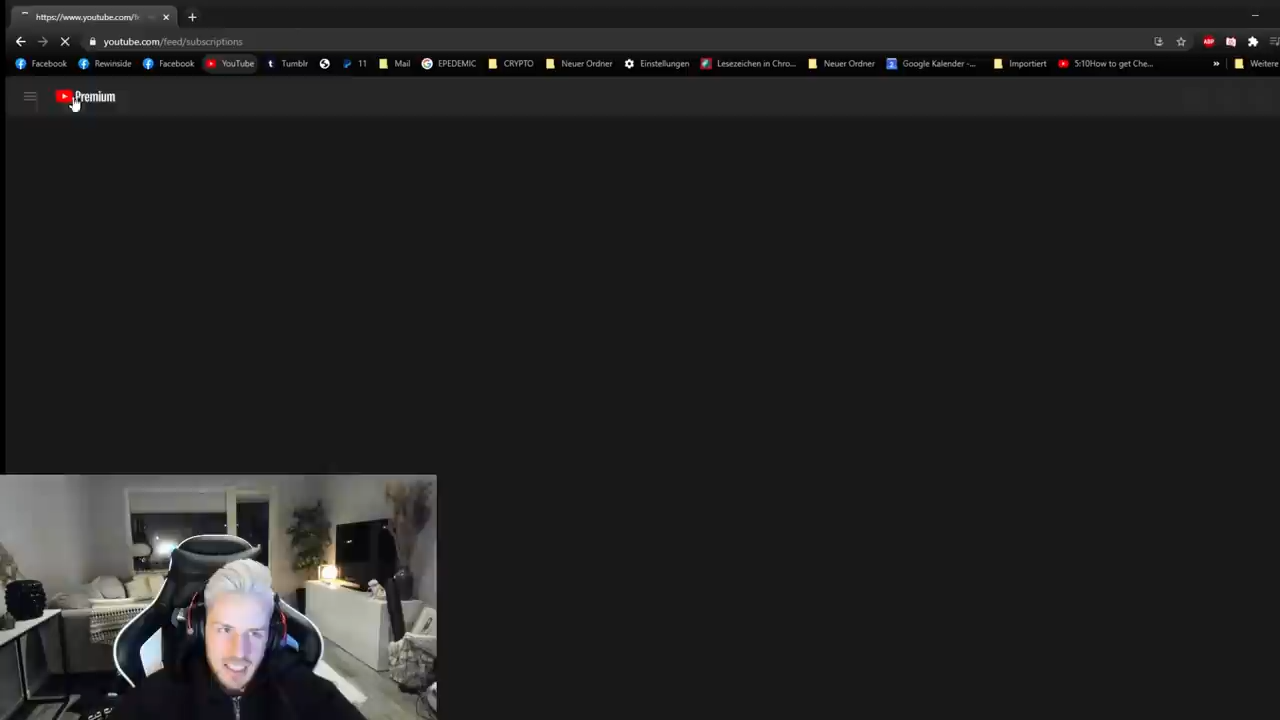 https://www.youtube.com/f
youtube.com/feed/subscriptions
ABP
Facebook
Rewinside
Facebook
YouTube
Tumblr
11
Mail
EPEDEMIC
CRYPTO
Neuer Ordner
Einstellungen
Lesezeichen in Chro...
Neuer Ordner
Google Kalender -...
Importiert
5:10How to get Che...
»
Weitere
Premium